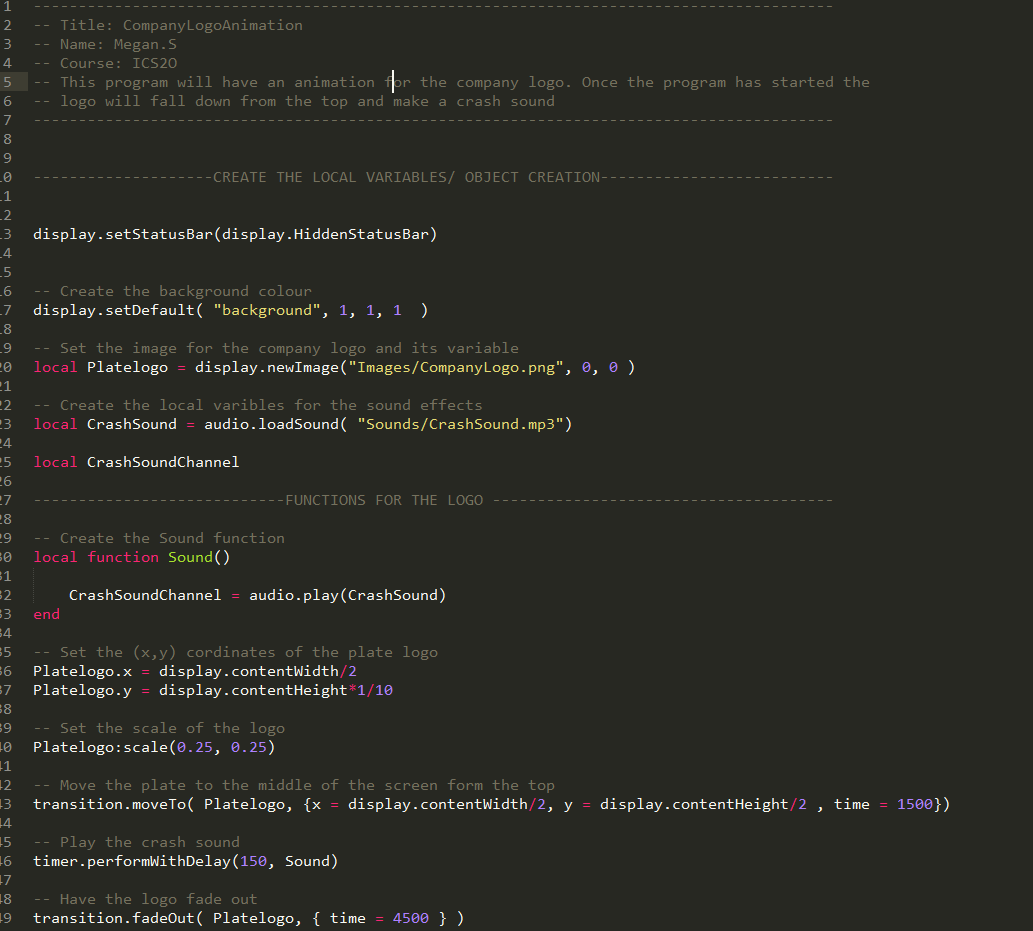 1 -----------------------------------------------------------------------------------------
2 -- Title: CompanyLogoAnimation
3 -- Name: Megan.S
4 -- Course: ICS2O
5 -- This program will have an animation for the company logo. Once the program has started the
6 -- logo will fall down from the top and make a crash sound
7 -----------------------------------------------------------------------------------------
8
9
0 --------------------CREATE THE LOCAL VARIABLES/ OBJECT CREATION--------------------------
1
2
3 display.setStatusBar(display.HiddenStatusBar)
4
5
6 -- Create the background colour
7 display.setDefault( "background", 1, 1, 1  )
8
9 -- Set the image for the company logo and its variable
20 local Platelogo = display.newImage("Images/CompanyLogo.png", 0, 0 )
21
22 -- Create the local varibles for the sound effects
23 local CrashSound = audio.loadSound( "Sounds/CrashSound.mp3")
24
25 local CrashSoundChannel
26
27 ----------------------------FUNCTIONS FOR THE LOGO --------------------------------------
28
29 -- Create the Sound function
30 local function Sound()
31
32     CrashSoundChannel = audio.play(CrashSound)
33 end
34
35 -- Set the (x,y) cordinates of the plate logo
36 Platelogo.x = display.contentWidth/2
37 Platelogo.y = display.contentHeight*1/10
38
39 -- Set the scale of the logo
40 Platelogo:scale(0.25, 0.25)
41
42 -- Move the plate to the middle of the screen form the top
43 transition.moveTo( Platelogo, {x = display.contentWidth/2, y = display.contentHeight/2 , time = 1500})
44
45 -- Play the crash sound
46 timer.performWithDelay(150, Sound)
47
48 -- Have the logo fade out
49 transition.fadeOut( Platelogo, { time = 4500 } )